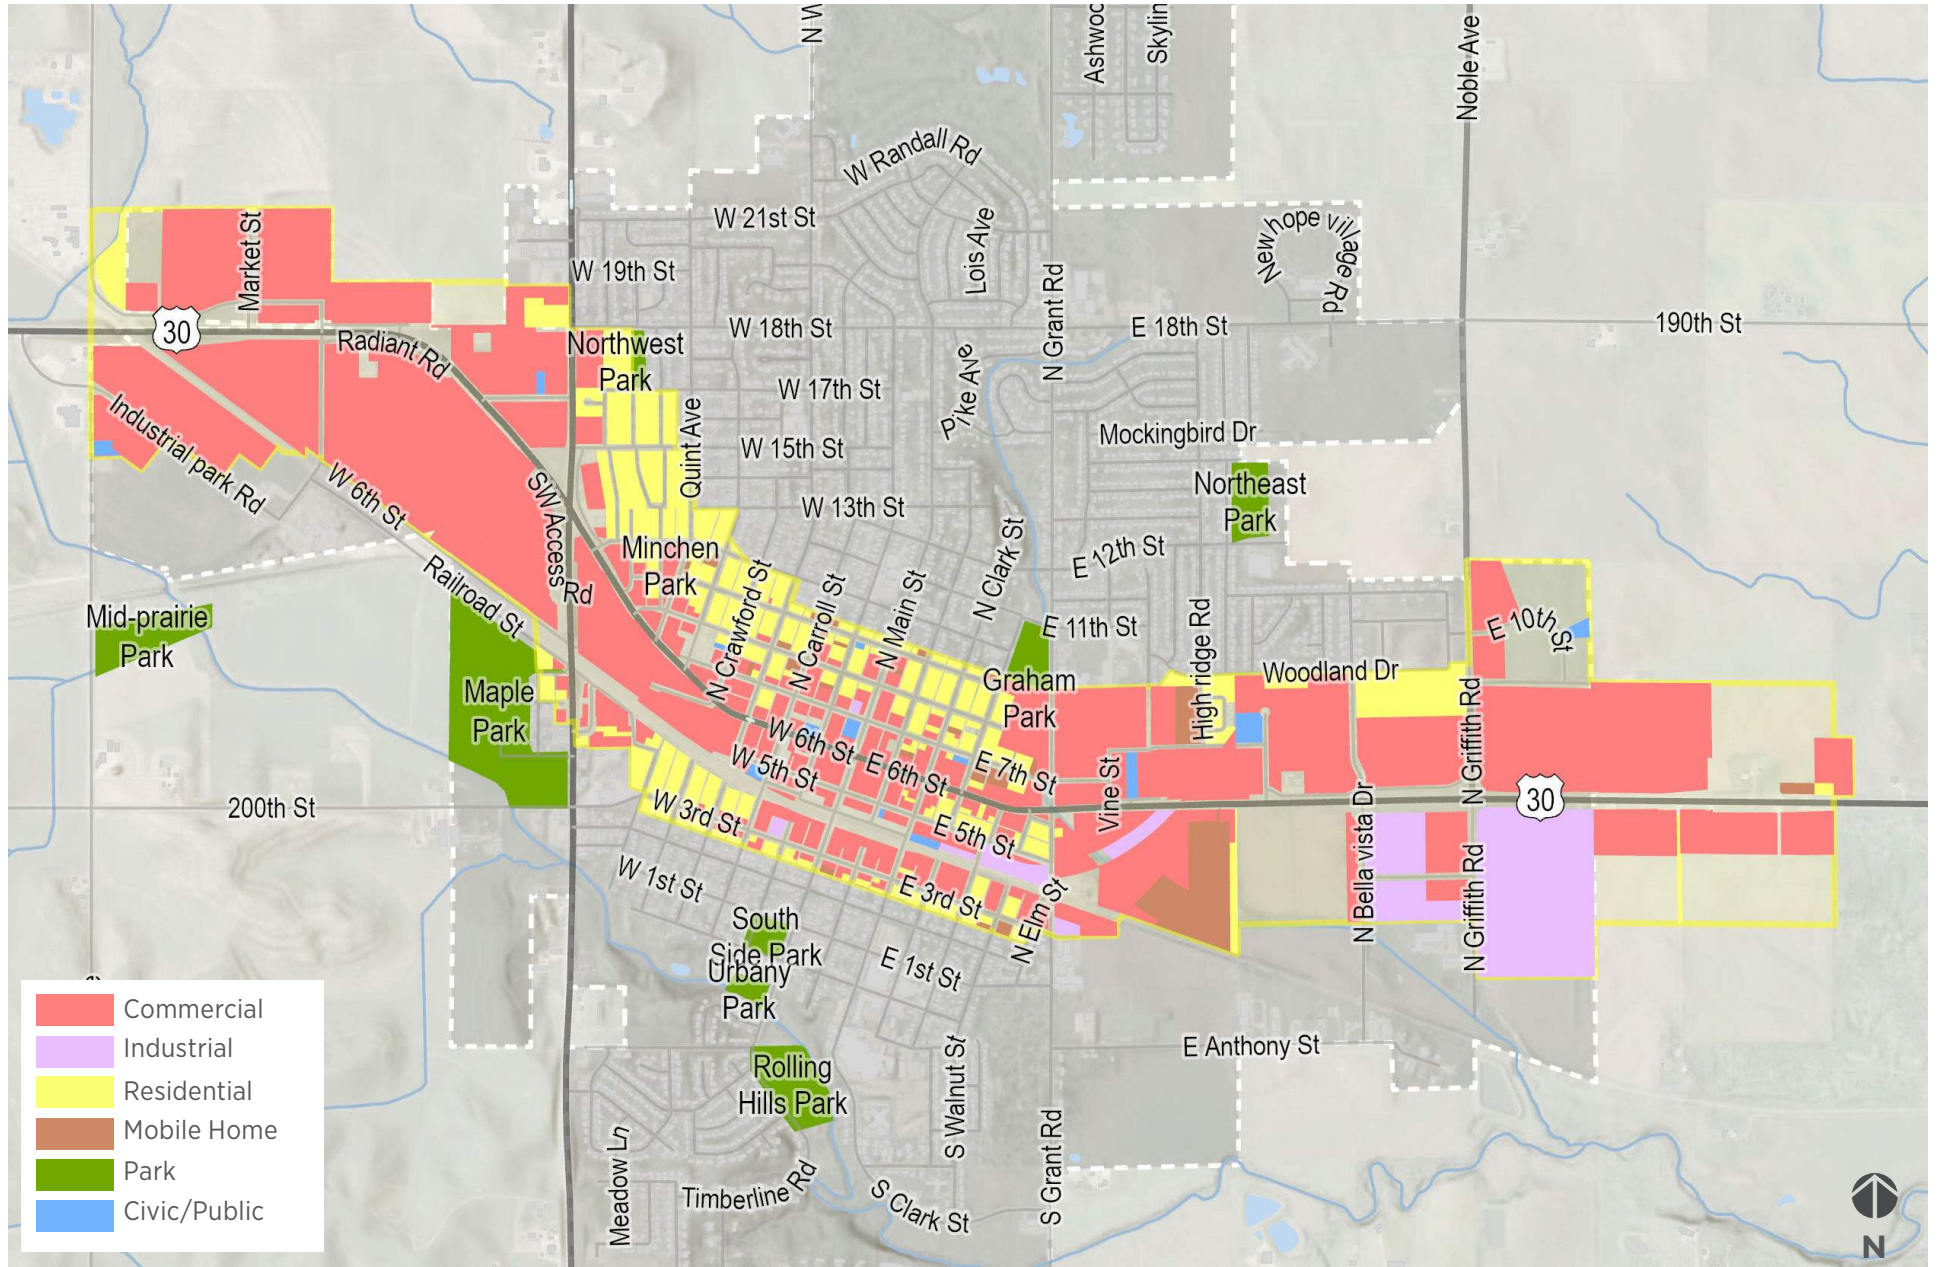 N W
Ashwoo
Skylin
Noble Ave
W Randall Rd
W 21st St
Market St
Lois Ave
New hope village Rd
W 19th St
N Grant Rd
30
Radiant Rd
Northwest
Park
W 18th St
E 18th St
190th St
Pike Ave
W 17th St
Quint Ave
Industrial park Rd
W 15th St
Mockingbird Dr
W 6th St
SW Access Rd
W 13th St
Northeast
Park
Minchen
Park
N Clark St
E 12th St
Railroad St
N Crawford St
N Carroll St
N Main St
Mid-prairie
Park
E 11th St
High ridge Rd
E 10th St
Maple
Park
Graham
Park
Woodland Dr
W 6th St
E 6th St
E 7th St
W 5th St
Vine St
N Griffith Rd
30
200th St
W 3rd St
E 5th St
N Bella vista Dr
W 1st St
E 3rd St
N Elm St
N Griffith Rd
South
Side Park
Urbany
Park
E 1st St
Rolling
Hills Park
S Walnut St
E Anthony St
Meadow Ln
Timberline Rd
S Clark St
S Grant Rd
Commercial
Industrial
Residential
Mobile Home
Park
Civic/Public
N